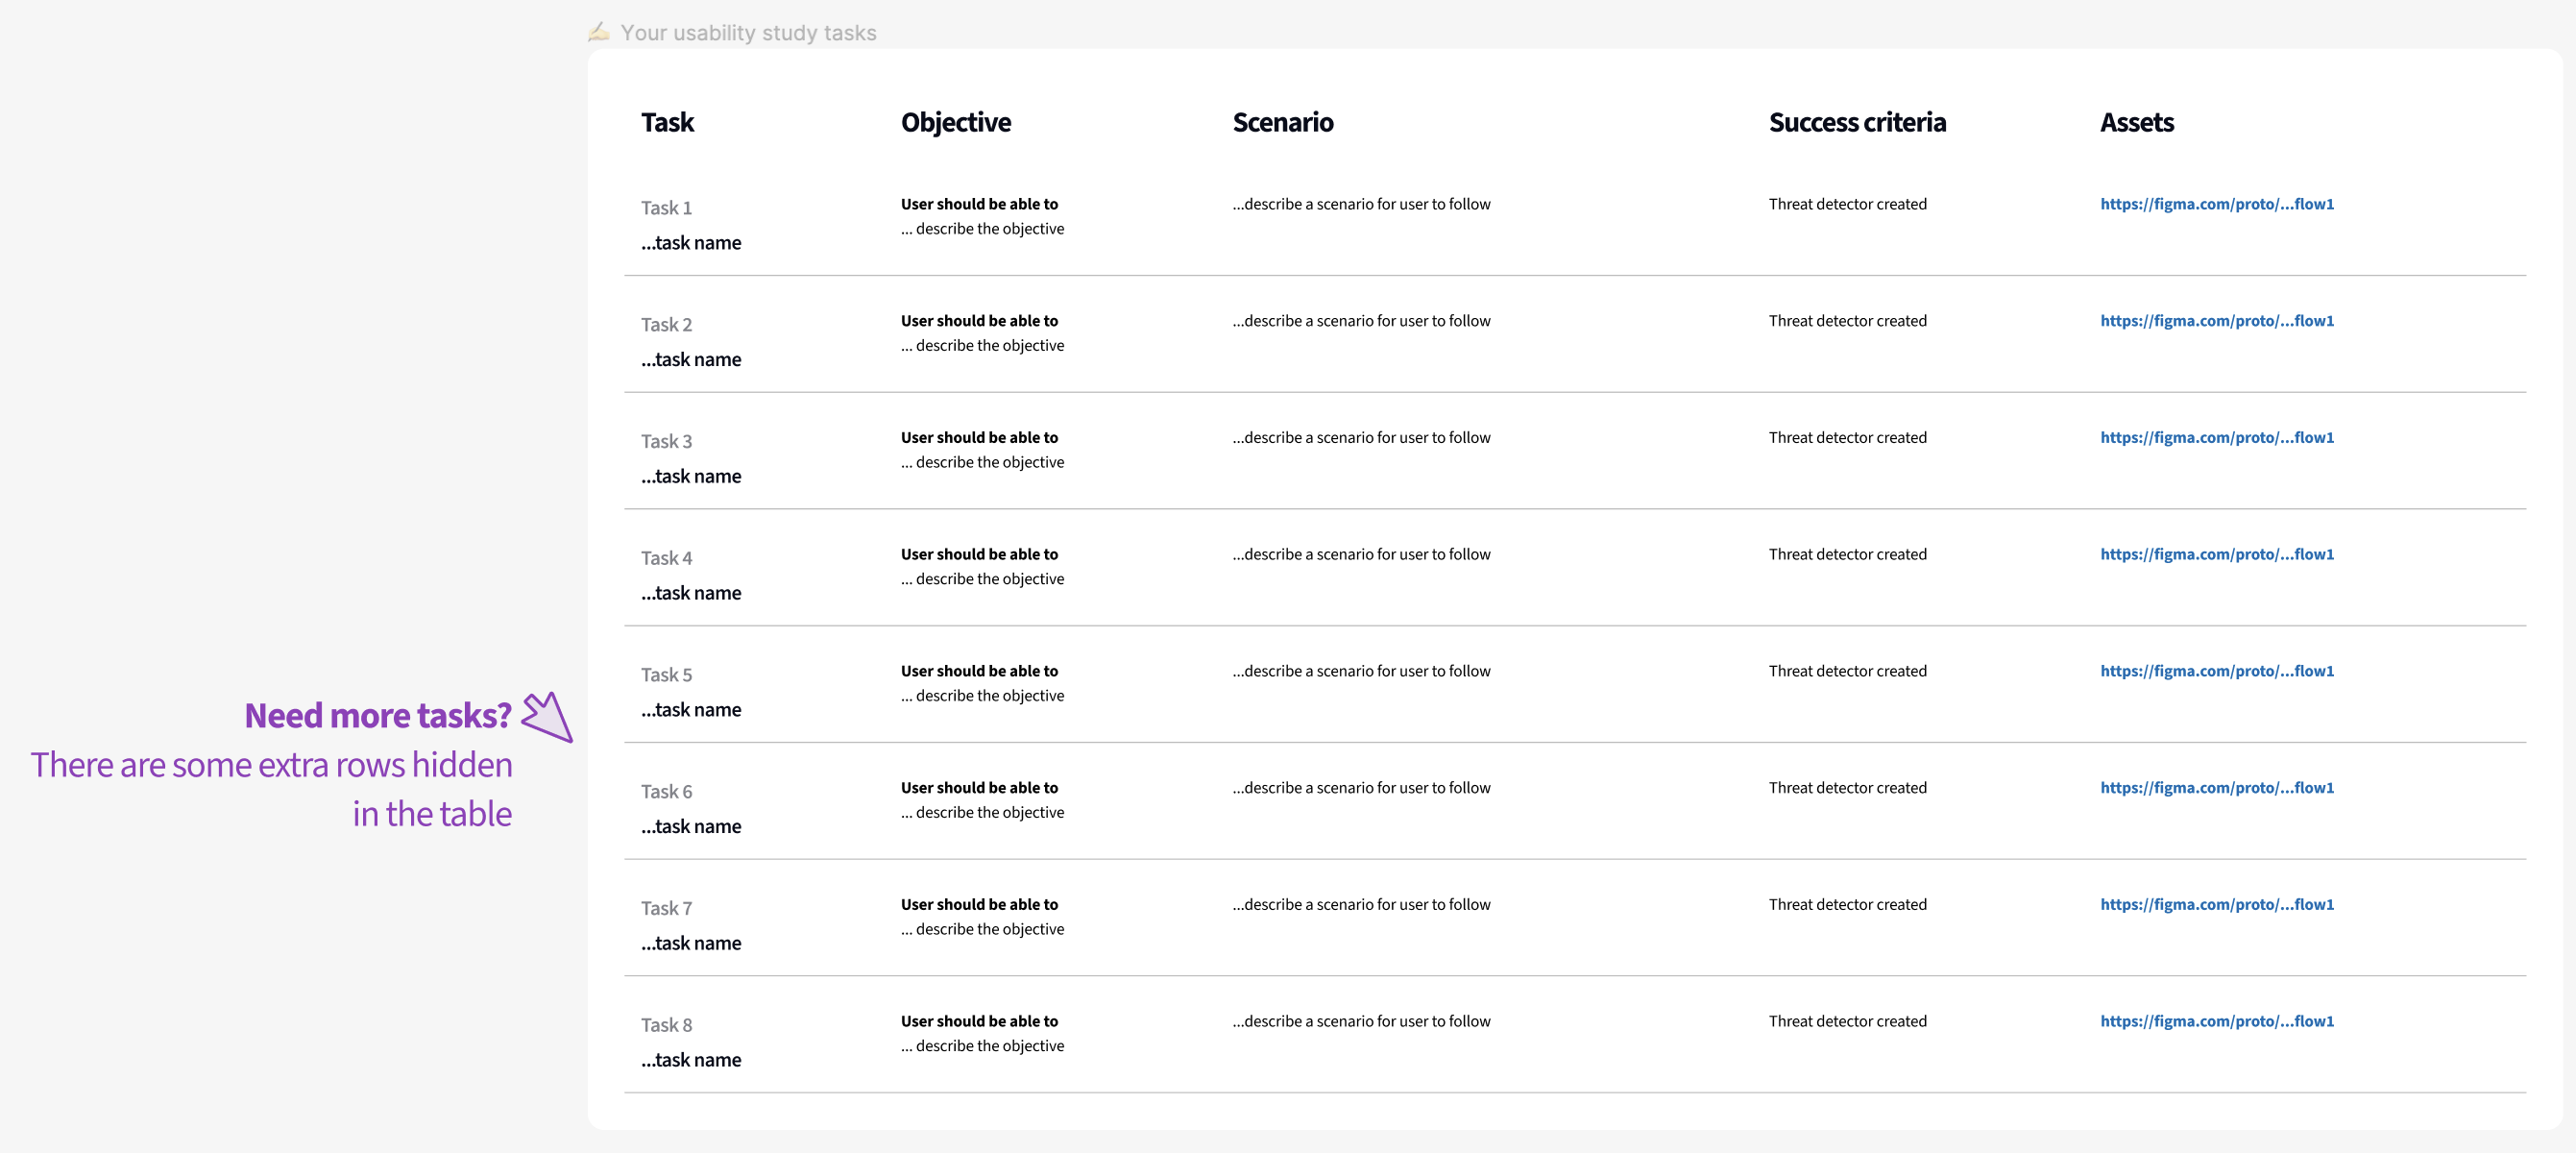 ✍🏻 Your usability study tasks
Task Objective Scenario Success criteria Assets
Task 1 User should be able to ...describe a scenario for user to follow Threat detector created https://figma.com/proto/...flow1
... describe the objective
...task name
Task 2 User should be able to ...describe a scenario for user to follow Threat detector created https://figma.com/proto/...flow1
... describe the objective
...task name
Task 3 User should be able to ...describe a scenario for user to follow Threat detector created https://figma.com/proto/...flow1
... describe the objective
...task name
Task 4 User should be able to ...describe a scenario for user to follow Threat detector created https://figma.com/proto/...flow1
... describe the objective
...task name
Task 5 User should be able to ...describe a scenario for user to follow Threat detector created https://figma.com/proto/...flow1
... describe the objective
...task name
Need more tasks?
There are some extra rows hidden
in the table
Task 6 User should be able to ...describe a scenario for user to follow Threat detector created https://figma.com/proto/...flow1
... describe the objective
...task name
Task 7 User should be able to ...describe a scenario for user to follow Threat detector created https://figma.com/proto/...flow1
... describe the objective
...task name
Task 8 User should be able to ...describe a scenario for user to follow Threat detector created https://figma.com/proto/...flow1
... describe the objective
...task name